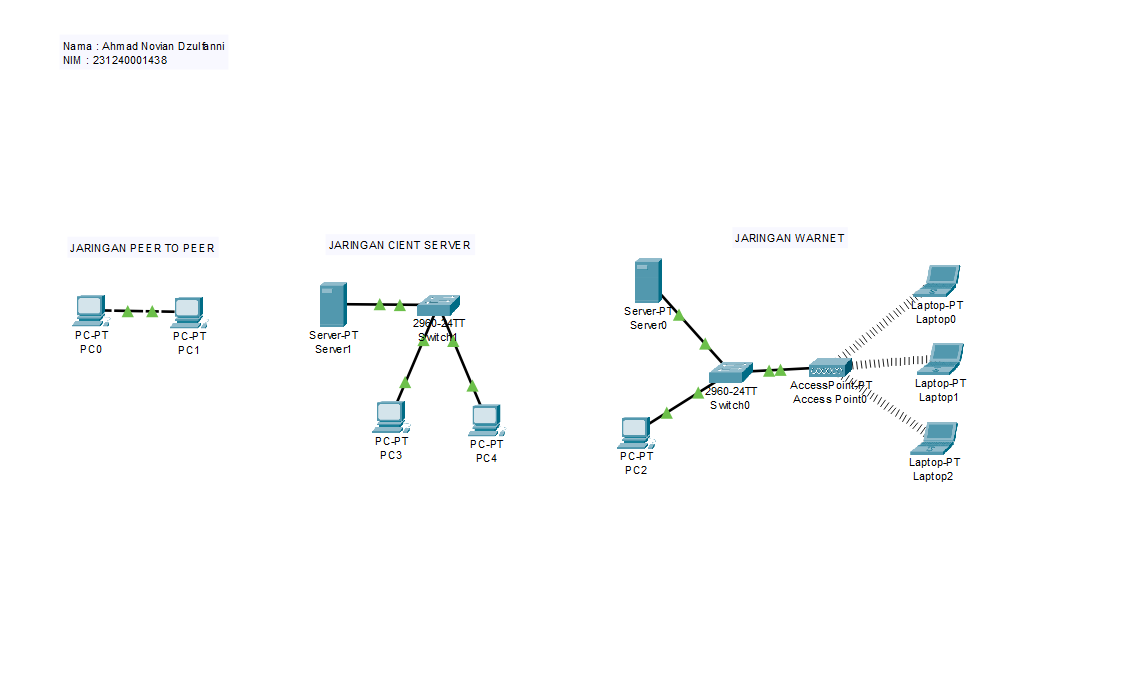 Nama : Ahmad Novian Dzulfanni
NIM : 231240001438
JARINGAN PEER TO PEER
PC-PT
PC0
PC-PT
PC1
JARINGAN CIENT SERVER
Server-PT
Server1
2960-24TT
Switch1
PC-PT
PC3
PC-PT
PC4
JARINGAN WARNET
Server-PT
Server0
2960-24TT
Switch0
PC-PT
PC2
AccessPoint-PT
Access Point0
Laptop-PT
Laptop0
Laptop-PT
Laptop1
Laptop-PT
Laptop2